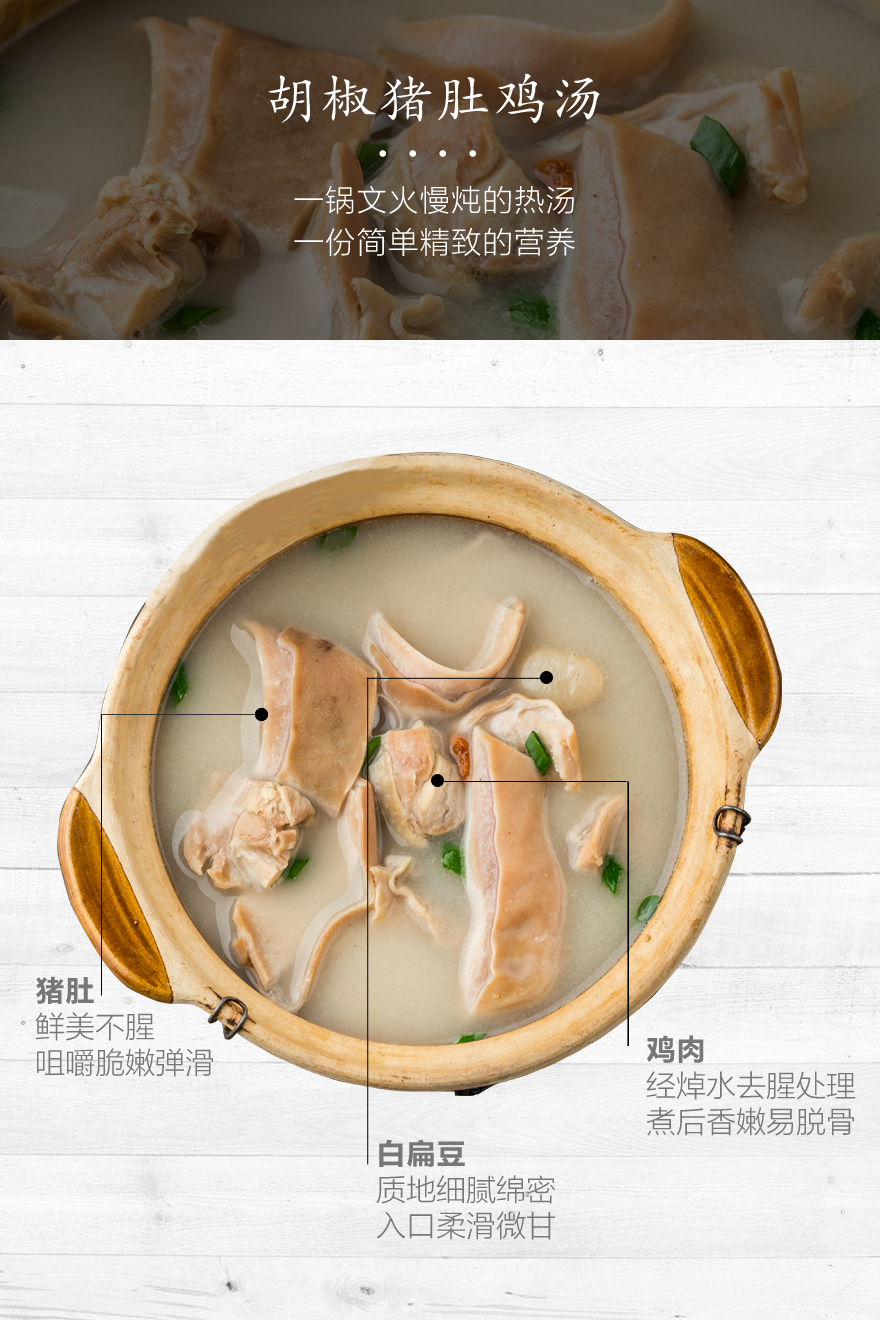 胡椒猪肚鸡汤
一锅文火慢炖的热汤
一份简单精致的营养
猪肚
鲜美不腥
咀嚼脆嫩弹滑
鸡肉
经焯水去腥处理
煮后香嫩易脱骨
白扁豆
质地细腻绵密
入口柔滑微甘